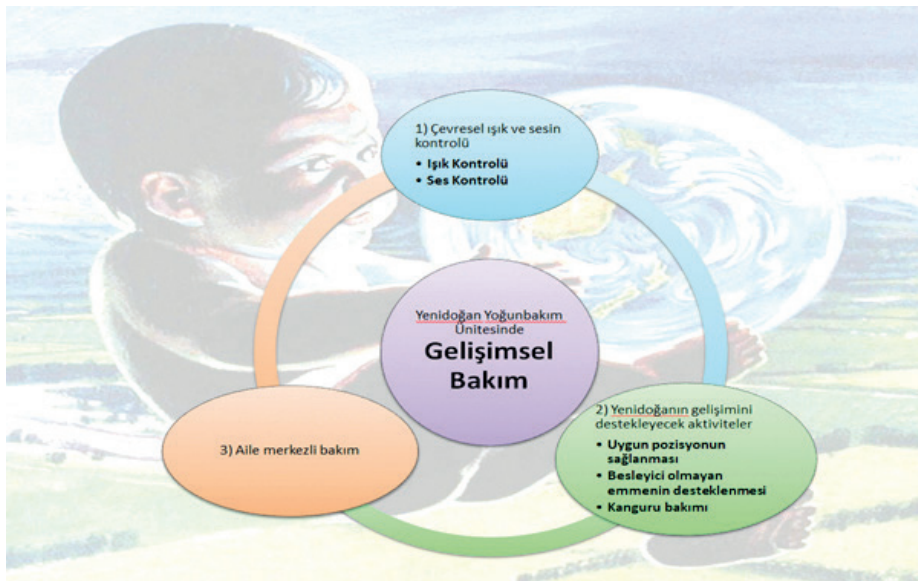 1) Çevresel ışık ve sesin
kontrolü
• Işık Kontrolü
• Ses Kontrolü
Yenidoğan Yoğunbakım
Ünitesinde
Gelişimsel
Bakım
2) Yenidoğanın gelişimini
destekleyecek aktiviteler
• Uygun pozisyonun
sağlanması
• Besleyici olmayan
emmenin desteklenmesi
• Kanguru bakımı
3) Aile merkezli bakım